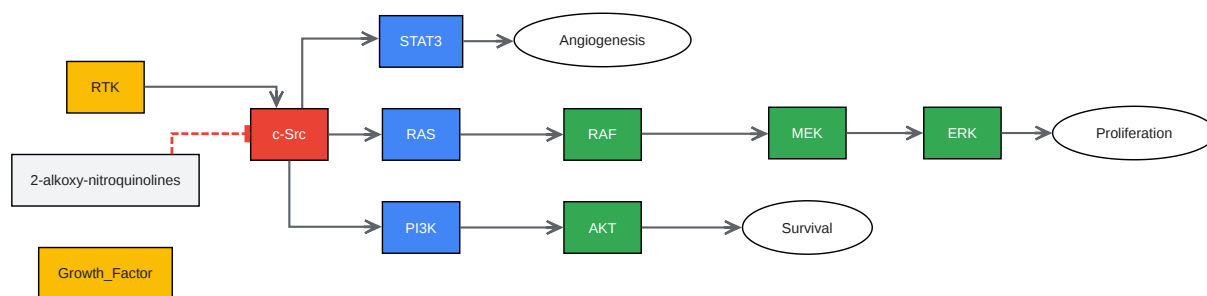 STAT3
Angiogenesis
RTK
c-Src
RAS
RAF
MEK
ERK
Proliferation
2-alkoxy-nitroquinolines
PI3K
AKT
Survival
Growth_Factor